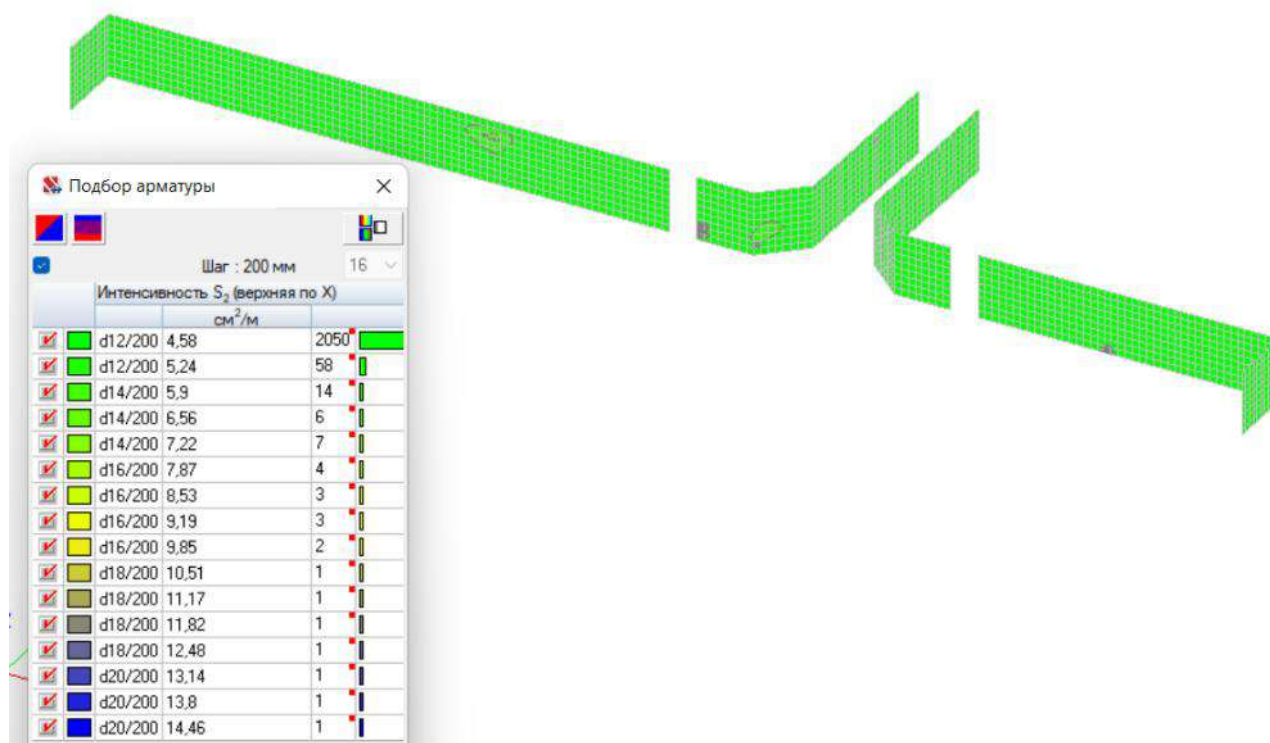 Подбор арматуры
Шаг : 200 мм 16
Интенсивность S2 (верхняя по X)
см2/м
d12/200 4,58 2050
d12/200 5,24 58
d14/200 5,9 14
d14/200 6,56 6
d14/200 7,22 7
d16/200 7,87 4
d16/200 8,53 3
d16/200 9,19 3
d16/200 9,85 2
d18/200 10,51 1
d18/200 11,17 1
d18/200 11,82 1
d18/200 12,48 1
d20/200 13,14 1
d20/200 13,8 1
d20/200 14,46 1